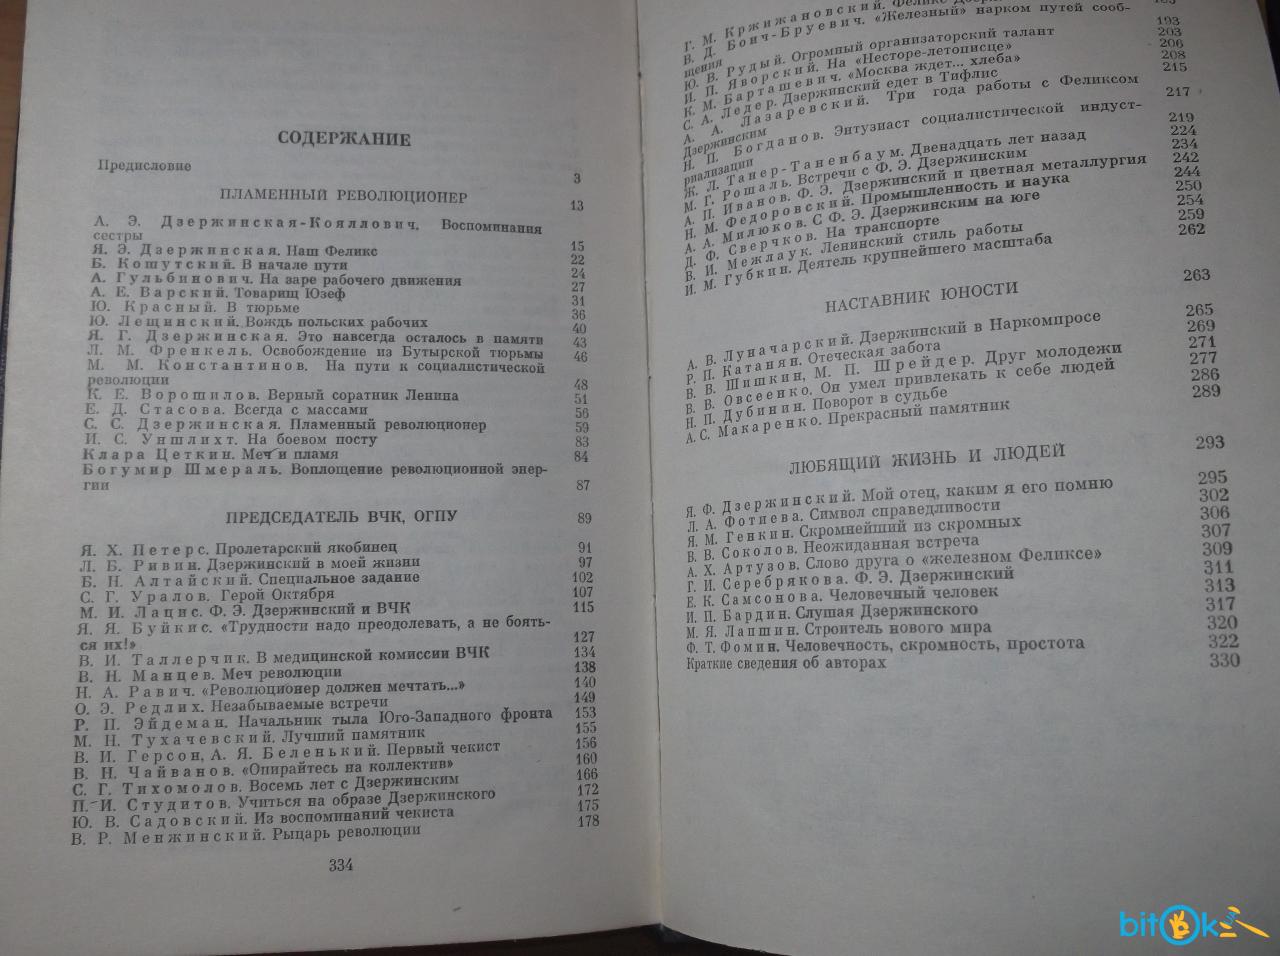 СОДЕРЖАНИЕ
Предисловие 3
ПЛАМЕННЫЙ РЕВОЛЮЦИОНЕР 13
А. Э. Дзержинская-Кояллович. Воспоминания
сестры 15
Я. Э. Дзержинская. Наш Феликс 22
Б. Кошутский. В начале пути 24
А. Гульбинович. На заре рабочего движения 27
А. Е. Варский. Товарищ Юзеф 31
Ю. Красный. В тюрьме 36
Ю. Лещинский. Вождь польских рабочих 40
Я. Г. Дзержинская. Это навсегда осталось в памяти 43
Л. М. Френкель. Освобождение из Бутырской тюрьмы 46
М. М. Константинов. На пути к социалистической
революции 48
К. Е. Ворошилов. Верный соратник Ленина 51
Е. Д. Стасова. Всегда с массами 56
С. С. Дзержинская. Пламенный революционер 59
И. С. Уншлихт. На боевом посту 83
Клара Цеткин. Меч и пламя 84
Богумир Шмераль. Воплощение революционной энер-
гии 87
ПРЕДСЕДАТЕЛЬ ВЧК, ОГПУ 89
Я. Х. Петерс. Пролетарский якобинец 91
Л. Б. Ривин. Дзержинский в моей жизни 97
Б. Н. Алтайский. Специальное задание 102
С. Г. Уралов. Герой Октября 107
М. И. Лацис. Ф. Э. Дзержинский и ВЧК 115
Я. Я. Буйкис. «Трудности надо преодолевать, а не боять-
ся их!» 127
В. И. Таллерчик. В медицинской комиссии ВЧК 134
В. Н. Манцев. Меч революции 138
Н. А. Равич. «Революционер должен мечтать...» 140
О. Э. Редлих. Незабываемые встречи 149
Р. П. Эйдеман. Начальник тыла Юго-Западного фронта 153
М. Н. Тухачевский. Лучший памятник 155
В. И. Герсон, А. Я. Беленький. Первый чекист 156
В. Н. Чайванов. «Опирайтесь на коллектив» 160
С. Г. Тихомолов. Восемь лет с Дзержинским 166
П. И. Студитов. Учиться на образе Дзержинского 172
Ю. В. Садовский. Из воспоминаний чекиста 175
В. Р. Менжинский. Рыцарь революции 178
334
Г. М. Кржижановский. Феликс
В. Д. Бонч-Бруевич. «Железный» нарком путей сооб-
щения 193
Ю. В. Рудый. Огромный организаторский талант 203
И. П. Яворский. На «Несторе-летописце» 206
К. М. Барташевич. «Москва ждет... хлеба» 208
С. А. Ледер. Дзержинский едет в Тифлис 215
А. А. Лазаревский. Три года работы с Феликсом
Дзержинским 217
Н. П. Богданов. Энтузиаст социалистической индуст-
риализации 219
Ж. Л. Танер-Таненбаум. Двенадцать лет назад 224
М. Г. Рошаль. Встречи с Ф. Э. Дзержинским 234
А. П. Иванов. Ф. Э. Дзержинский и цветная металлургия 242
Н. М. Федоровский. Промышленность и наука 244
А. А. Милюков. С Ф. Э. Дзержинским на юге 250
Д. Ф. Сверчков. На транспорте 254
В. И. Межлаук. Ленинский стиль работы 259
И. М. Губкин. Деятель крупнейшего масштаба 262
НАСТАВНИК ЮНОСТИ 263
А. В. Луначарский. Дзержинский в Наркомпросе 265
Р. П. Катанян. Отеческая забота 269
В. В. Шишкин, М. П. Шрейдер. Друг молодежи 271
В. В. Овсеенко. Он умел привлекать к себе людей 277
Н. П. Дубинин. Поворот в судьбе 286
А. С. Макаренко. Прекрасный памятник 289
ЛЮБЯЩИЙ ЖИЗНЬ И ЛЮДЕЙ 293
Я. Ф. Дзержинский. Мой отец, каким я его помню 295
Л. А. Фотиева. Символ справедливости 302
Я. М. Генкин. Скромнейший из скромных 306
В. В. Соколов. Неожиданная встреча 307
А. Х. Артузов. Слово друга о «железном Феликсе» 309
Г. И. Серебрякова. Ф. Э. Дзержинский 311
Е. К. Самсонова. Человечный человек 313
И. П. Бардин. Слушая Дзержинского 317
М. Я. Лапшин. Строитель нового мира 320
Ф. Т. Фомин. Человечность, скромность, простота 322
Краткие сведения об авторах 330
bitok